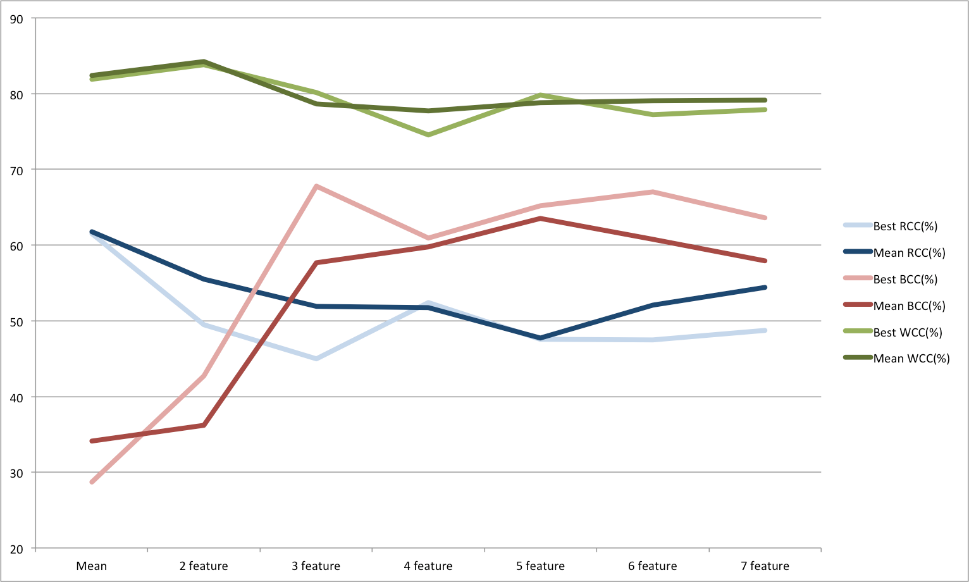 90
80
70
60
50
40
30
20
Mean 2 feature 3 feature 4 feature 5 feature 6 feature 7 feature
Best RCC(%)
Mean RCC(%)
Best BCC(%)
Mean BCC(%)
Best WCC(%)
Mean WCC(%)